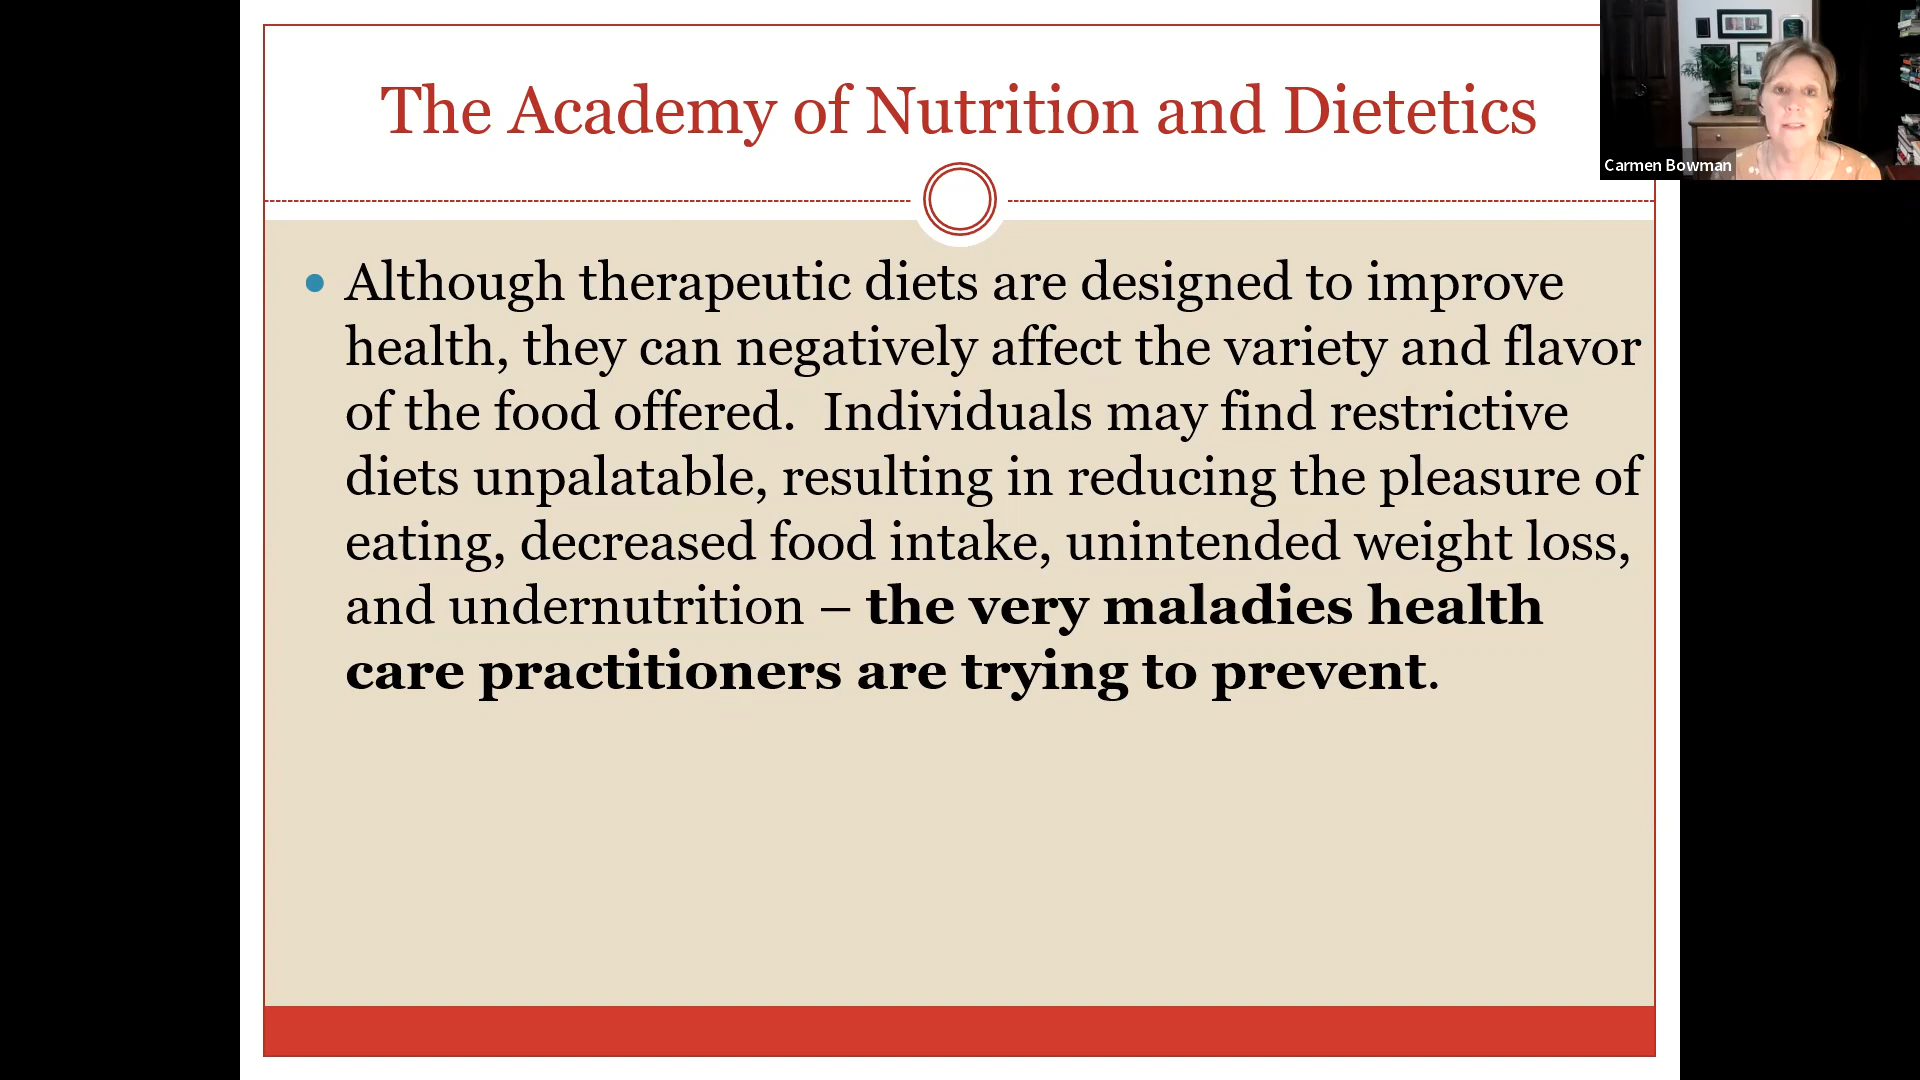 The Academy of Nutrition and Dietetics
Carmen Bowman
• Although therapeutic diets are designed to improve
health, they can negatively affect the variety and flavor
of the food offered.  Individuals may find restrictive
diets unpalatable, resulting in reducing the pleasure of
eating, decreased food intake, unintended weight loss,
and undernutrition – the very maladies health
care practitioners are trying to prevent.